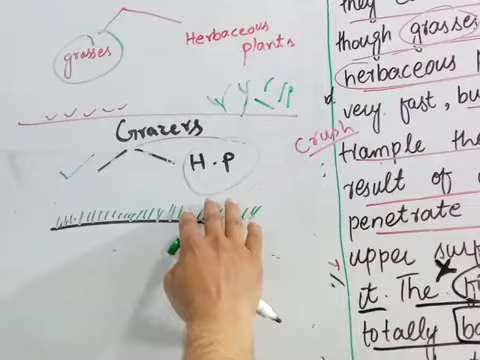 grasses
Herbaceous
plants
Grazers
H.P
they
though grasses
herbaceous
d.
very fast, bu
Crush
trample the
result of
penetrate
upper surf
it. The
totally